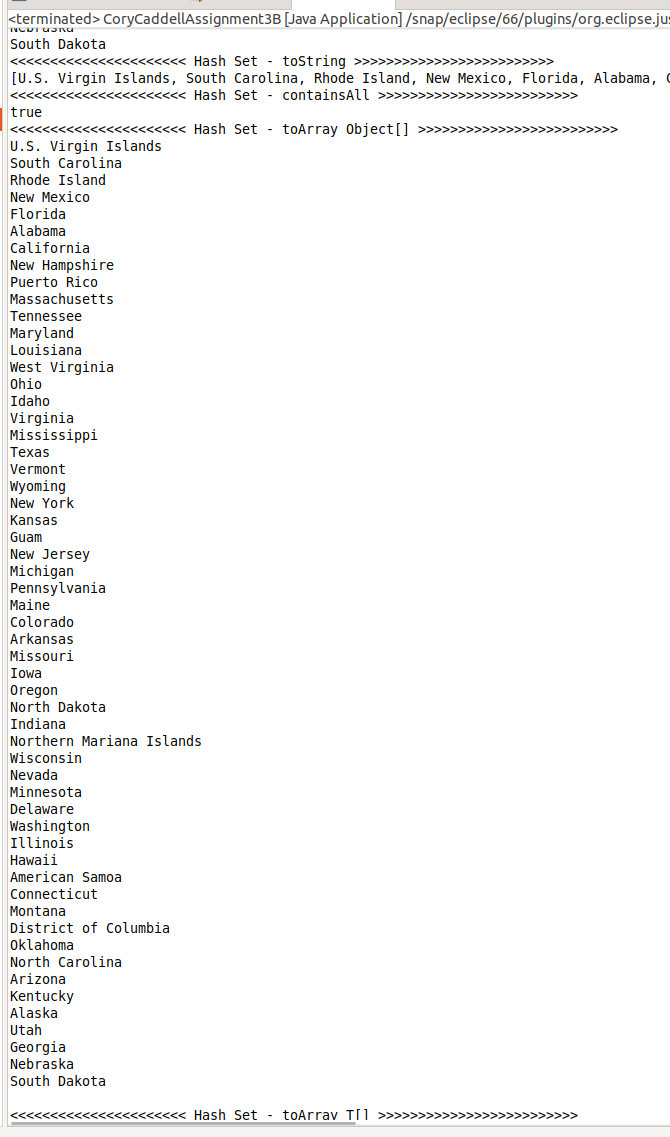 <terminated> CoryCaddellAssignment3B [Java Application] /snap/eclipse/66/plugins/org.eclipse.jus
Nebraska
South Dakota
<<<<<<<<<<<<<<<<<<<<<< Hash Set - toString >>>>>>>>>>>>>>>>>>>>>>>>>
[U.S. Virgin Islands, South Carolina, Rhode Island, New Mexico, Florida, Alabama, C
<<<<<<<<<<<<<<<<<<<<<< Hash Set - containsAll >>>>>>>>>>>>>>>>>>>>>>>>>
true
<<<<<<<<<<<<<<<<<<<<<< Hash Set - toArray Object[] >>>>>>>>>>>>>>>>>>>>>>>>>
U.S. Virgin Islands
South Carolina
Rhode Island
New Mexico
Florida
Alabama
California
New Hampshire
Puerto Rico
Massachusetts
Tennessee
Maryland
Louisiana
West Virginia
Ohio
Idaho
Virginia
Mississippi
Texas
Vermont
Wyoming
New York
Kansas
Guam
New Jersey
Michigan
Pennsylvania
Maine
Colorado
Arkansas
Missouri
Iowa
Oregon
North Dakota
Indiana
Northern Mariana Islands
Wisconsin
Nevada
Minnesota
Delaware
Washington
Illinois
Hawaii
American Samoa
Connecticut
Montana
District of Columbia
Oklahoma
North Carolina
Arizona
Kentucky
Alaska
Utah
Georgia
Nebraska
South Dakota
<<<<<<<<<<<<<<<<<<<<<< Hash Set - toArray T[] >>>>>>>>>>>>>>>>>>>>>>>>>